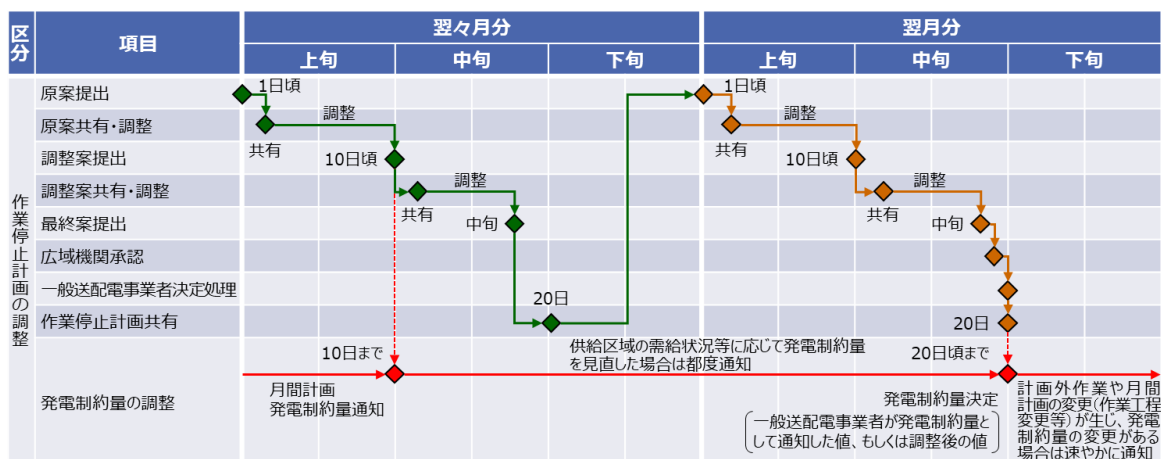 区分
項目
翌々月分
翌月分
上旬
中旬
下旬
上旬
中旬
下旬
作業停止計画の調整
原案提出
1日頃
1日頃
原案共有・調整
調整
共有
調整
共有
調整案提出
10日頃
10日頃
調整案共有・調整
調整
共有
調整
共有
最終案提出
中旬
中旬
広域機関承認
一般送配電事業者決定処理
作業停止計画共有
20日
20日
発電制約量の調整
10日まで
月間計画
発電制約量通知
供給区域の需給状況等に応じて発電制約量
を見直した場合は都度通知
20日頃まで
発電制約量決定
一般送配電事業者が発電制約量と
して通知した値、もしくは調整後の値
計画外作業や月間
計画の変更(作業工程
変更等)が生じ、発電
制約量の変更がある
場合は速やかに通知